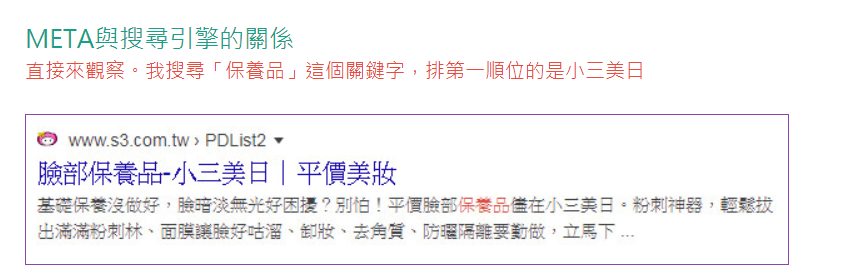 META與搜尋引擎的關係
直接來觀察。我搜尋「保養品」這個關鍵字，排第一順位的是小三美日
www.s3.com.tw › PDList2 ▾
臉部保養品-小三美日｜平價美妝
基礎保養沒做好，臉暗淡無光好困擾？別怕！平價臉部保養品儘在小三美日。粉刺神器，輕鬆拔
出滿滿粉刺林、面膜讓臉好咕溜、卸妝、去角質、防曬隔離要勤做，立馬下 ...